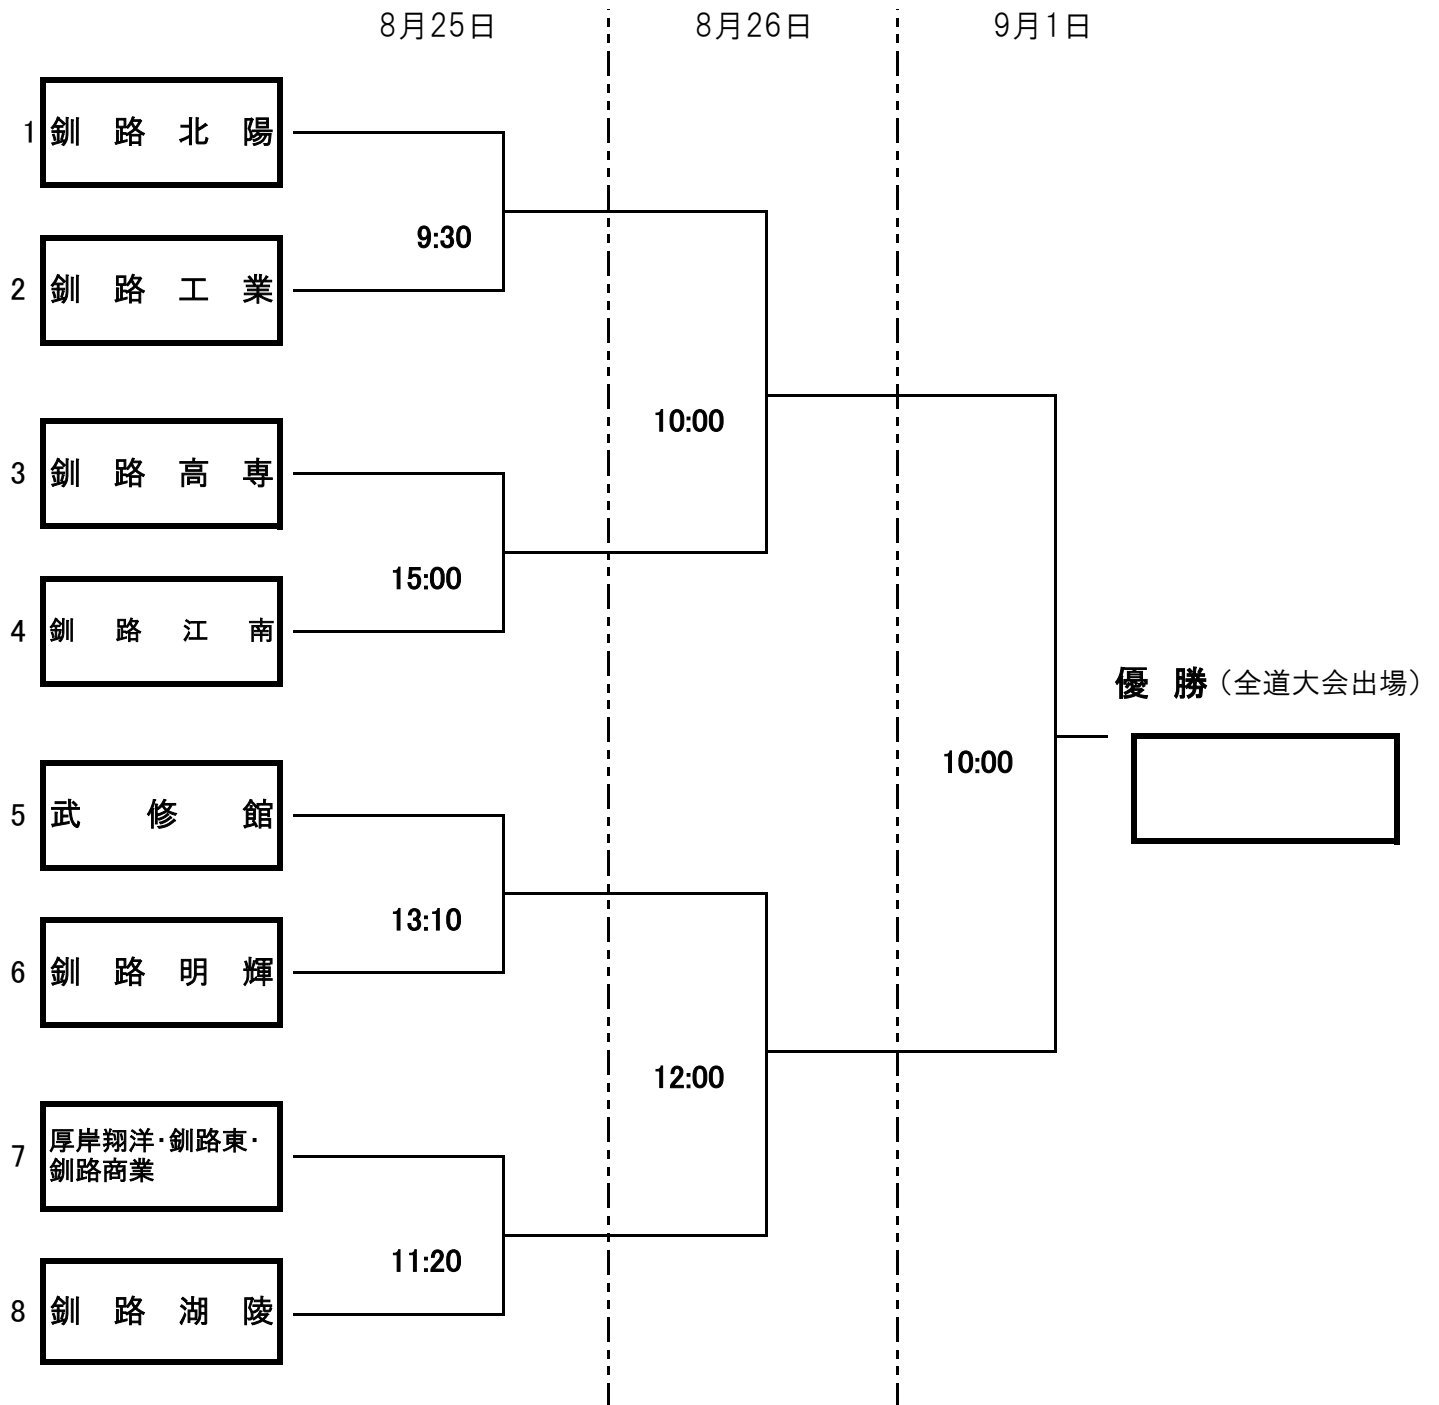 8月25日 8月26日 9月1日
1 釧路北陽
9:30
2 釧路工業
10:00
3 釧路高専
15:00
4 釧路江南
優勝（全道大会出場）
10:00
5 武修館
13:10
6 釧路明輝
12:00
7 厚岸翔洋・釧路東・
釧路商業
11:20
8 釧路湖陵